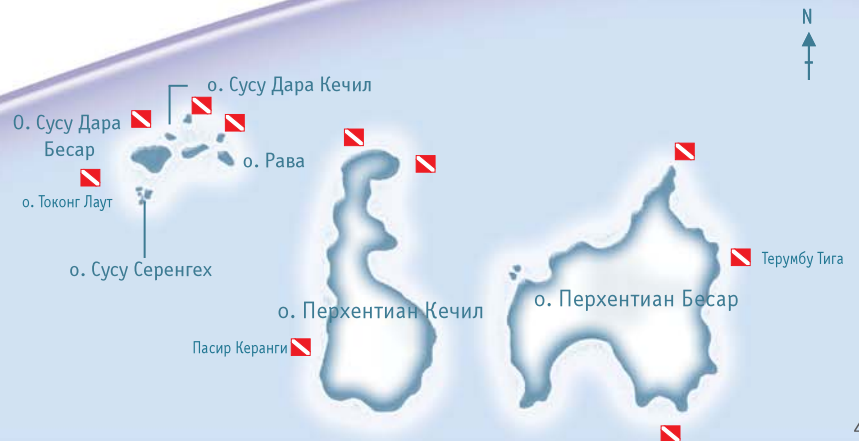 N
о. Сусу Дара Кечил
О. Сусу Дара
Бесар
о. Рава
о. Токонг Лаут
о. Сусу Серенгех
Терумбу Тига
о. Перхентиан Бесар
о. Перхентиан Кечил
Пасир Керанги